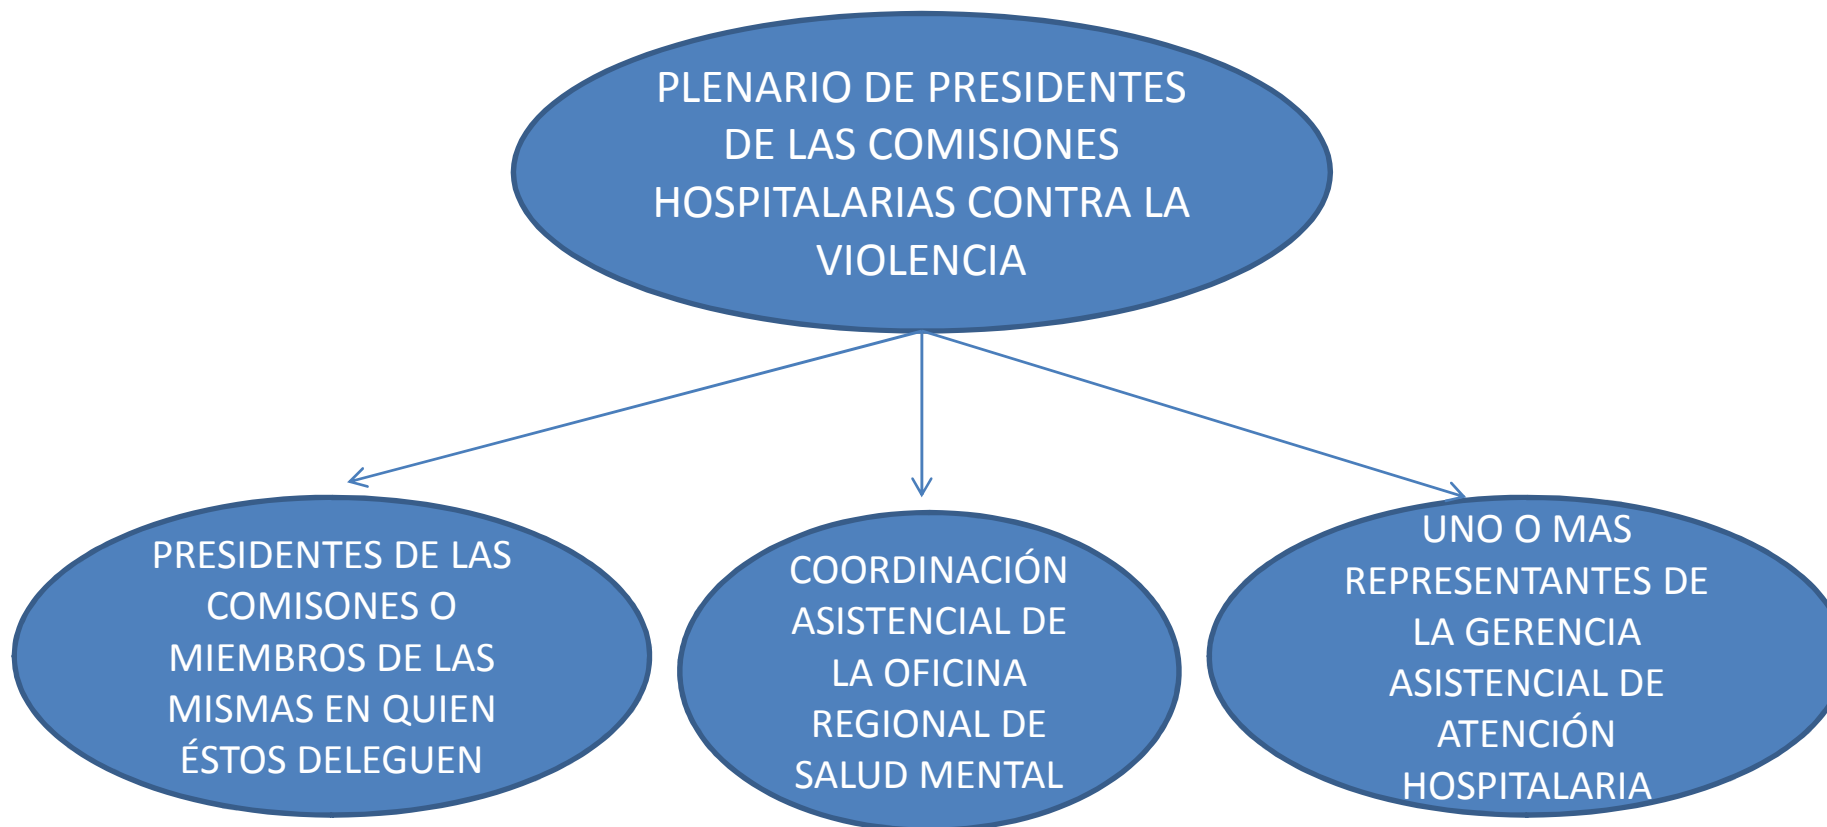 PLENARIO DE PRESIDENTES
DE LAS COMISIONES
HOSPITALARIAS CONTRA LA
VIOLENCIA
PRESIDENTES DE LAS
COMISONES O
MIEMBROS DE LAS
MISMAS EN QUIEN
ÉSTOS DELEGUEN
COORDINACIÓN
ASISTENCIAL DE
LA OFICINA
REGIONAL DE
SALUD MENTAL
UNO O MAS
REPRESENTANTES DE
LA GERENCIA
ASISTENCIAL DE
ATENCIÓN
HOSPITALARIA